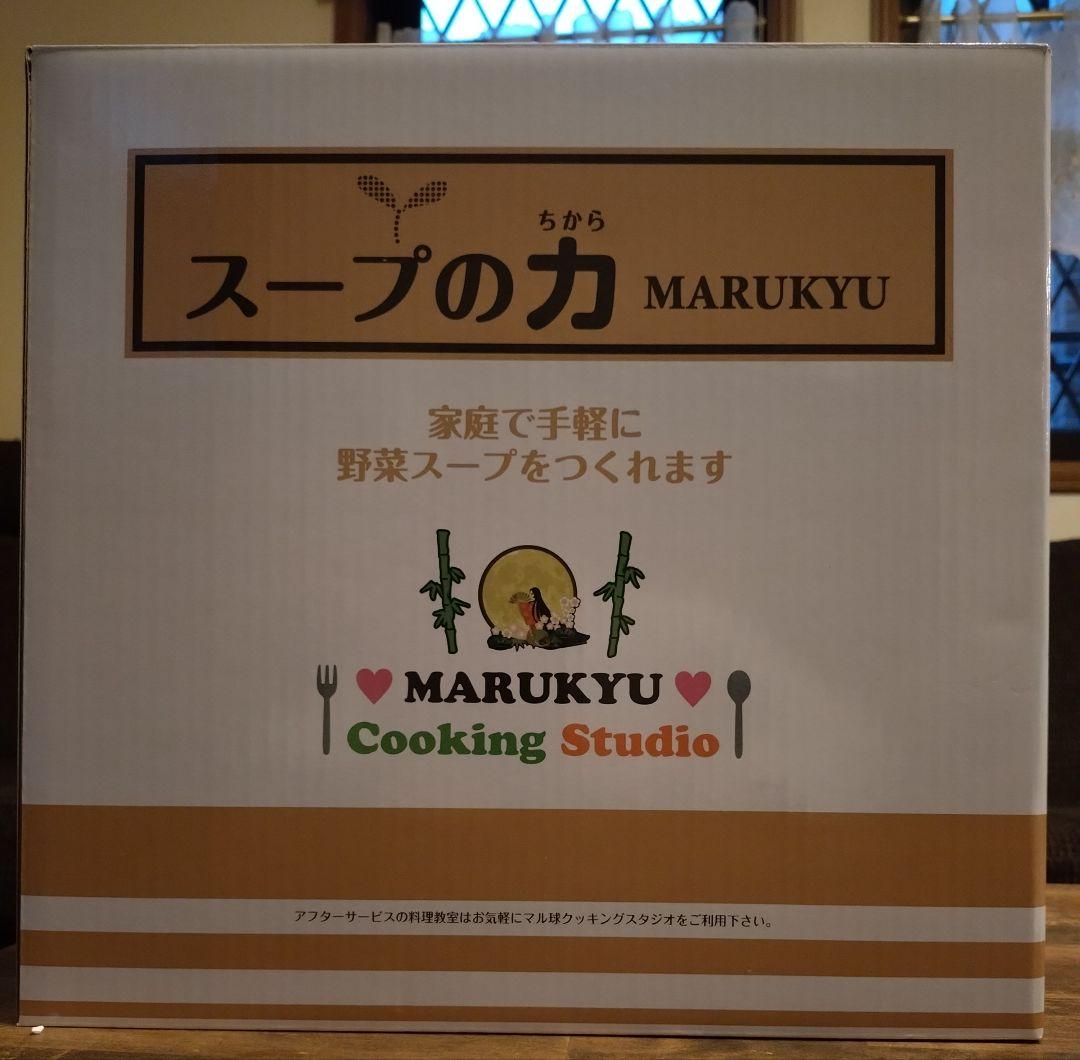 ちから
スープの力 MARUKYU
家庭で手軽に
野菜スープをつくれます
MARUKYU
Cooking Studio
アフターサービスの料理教室はお気軽にマル球クッキングスタジオをご利用下さい。